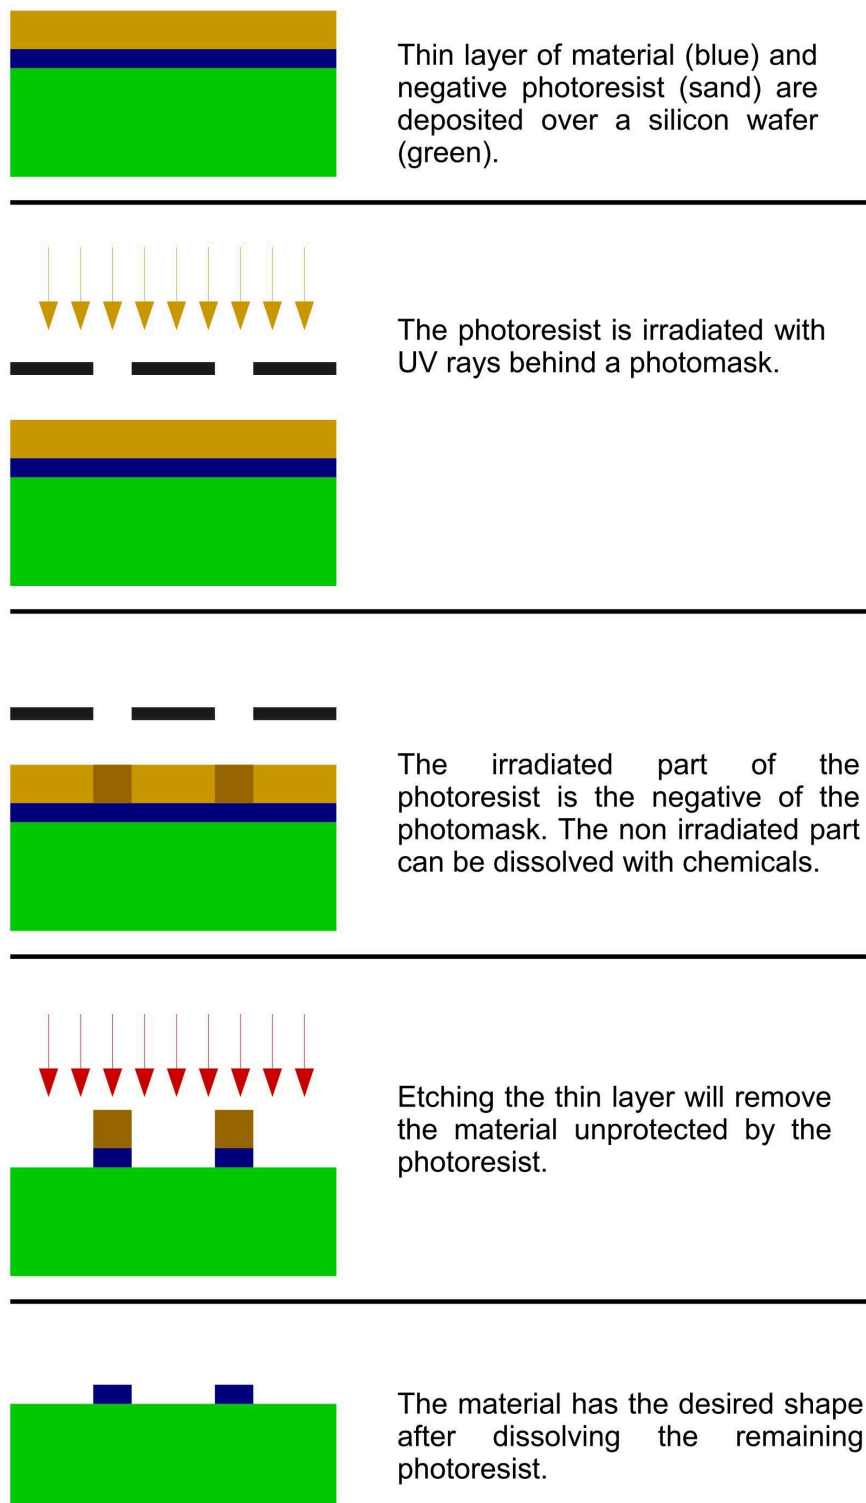 Thin layer of material (blue) and
negative photoresist (sand) are
deposited over a silicon wafer
(green).
The photoresist is irradiated with
UV rays behind a photomask.
The irradiated part of the
photoresist is the negative of the
photomask. The non irradiated part
can be dissolved with chemicals.
Etching the thin layer will remove
the material unprotected by the
photoresist.
The material has the desired shape
after dissolving the remaining
photoresist.